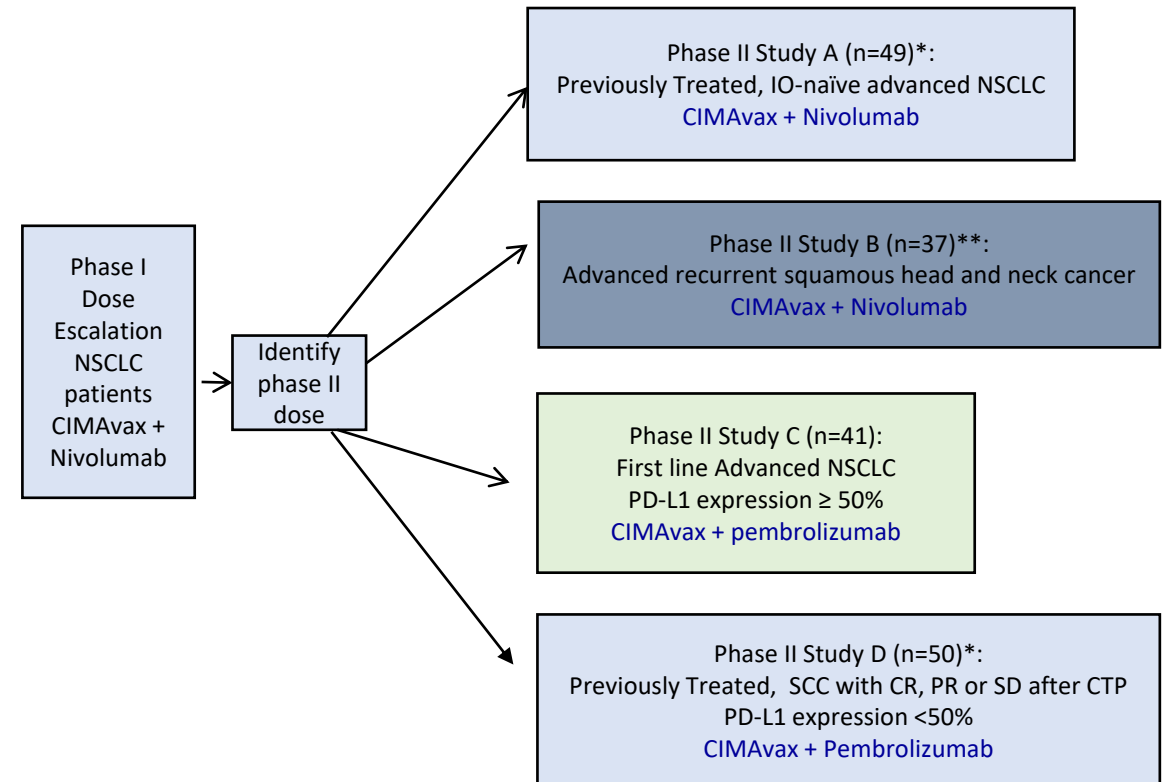 Phase I
Dose
Escalation
NSCLC
patients
CIMAvax +
Nivolumab
Identify
phase II
dose
Phase II Study A (n=49)*:
Previously Treated, IO-naïve advanced NSCLC
CIMAvax + Nivolumab
Phase II Study B (n=37)**:
Advanced recurrent squamous head and neck cancer
CIMAvax + Nivolumab
Phase II Study C (n=41):
First line Advanced NSCLC
PD-L1 expression ≥ 50%
CIMAvax + pembrolizumab
Phase II Study D (n=50)*:
Previously Treated, SCC with CR, PR or SD after CTP
PD-L1 expression <50%
CIMAvax + Pembrolizumab